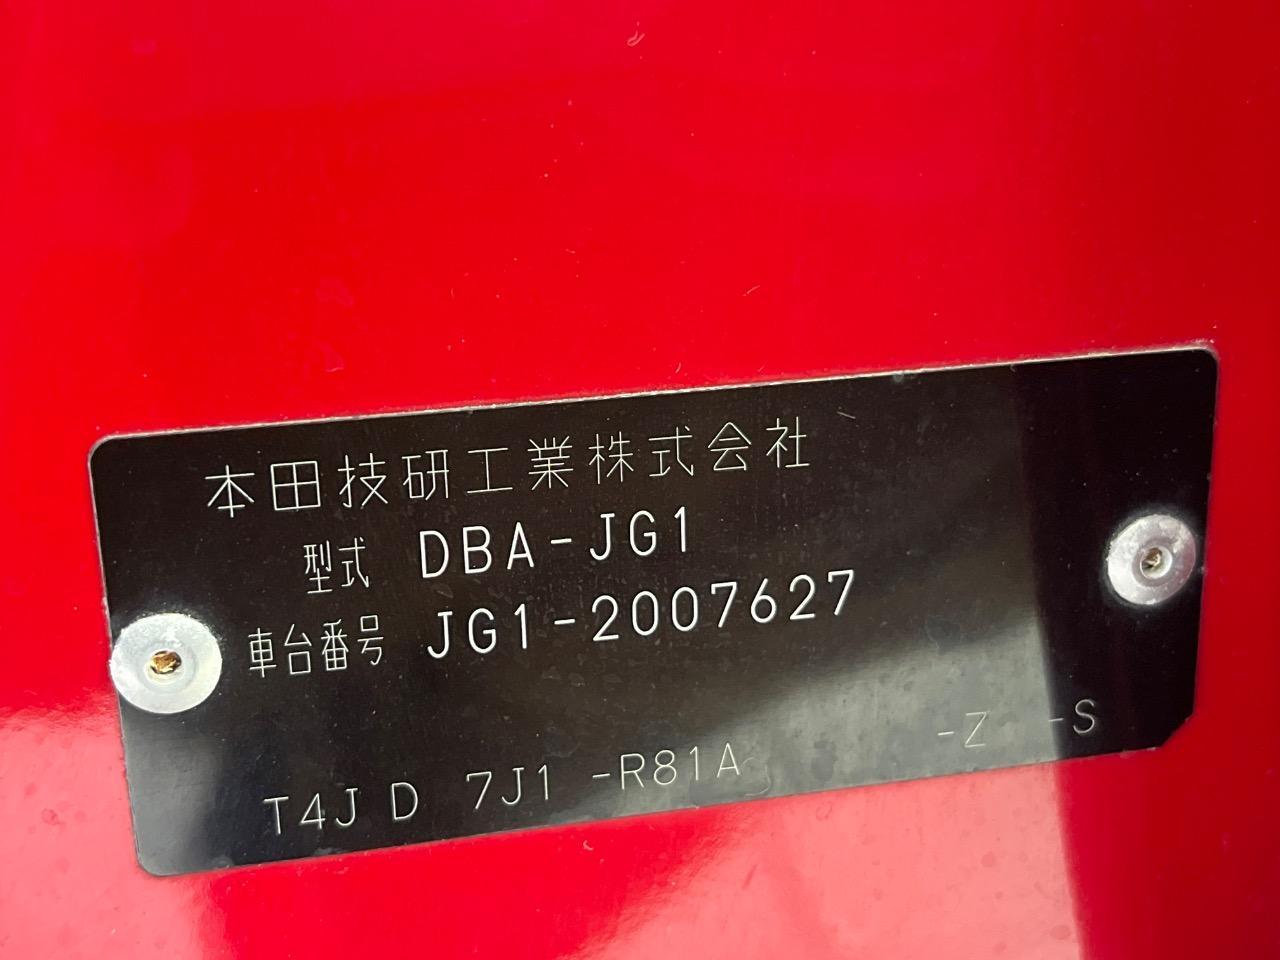 本田技研工業株式会社
型式 DBA-JG1
車台番号 JG1-2007627
T4J D 7J1 -R81A -Z -S